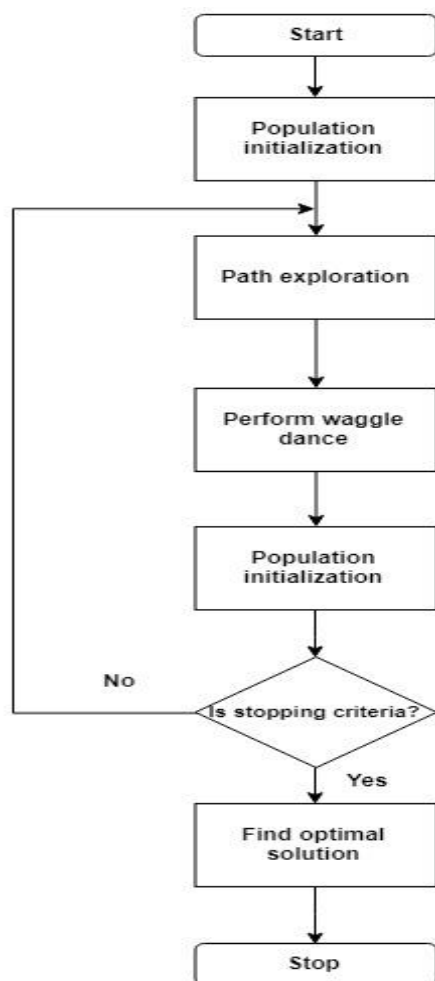 Start
Population
initialization
Path exploration
Perform waggle
dance
Population
initialization
No
Is stopping criteria?
Yes
Find optimal
solution
Stop